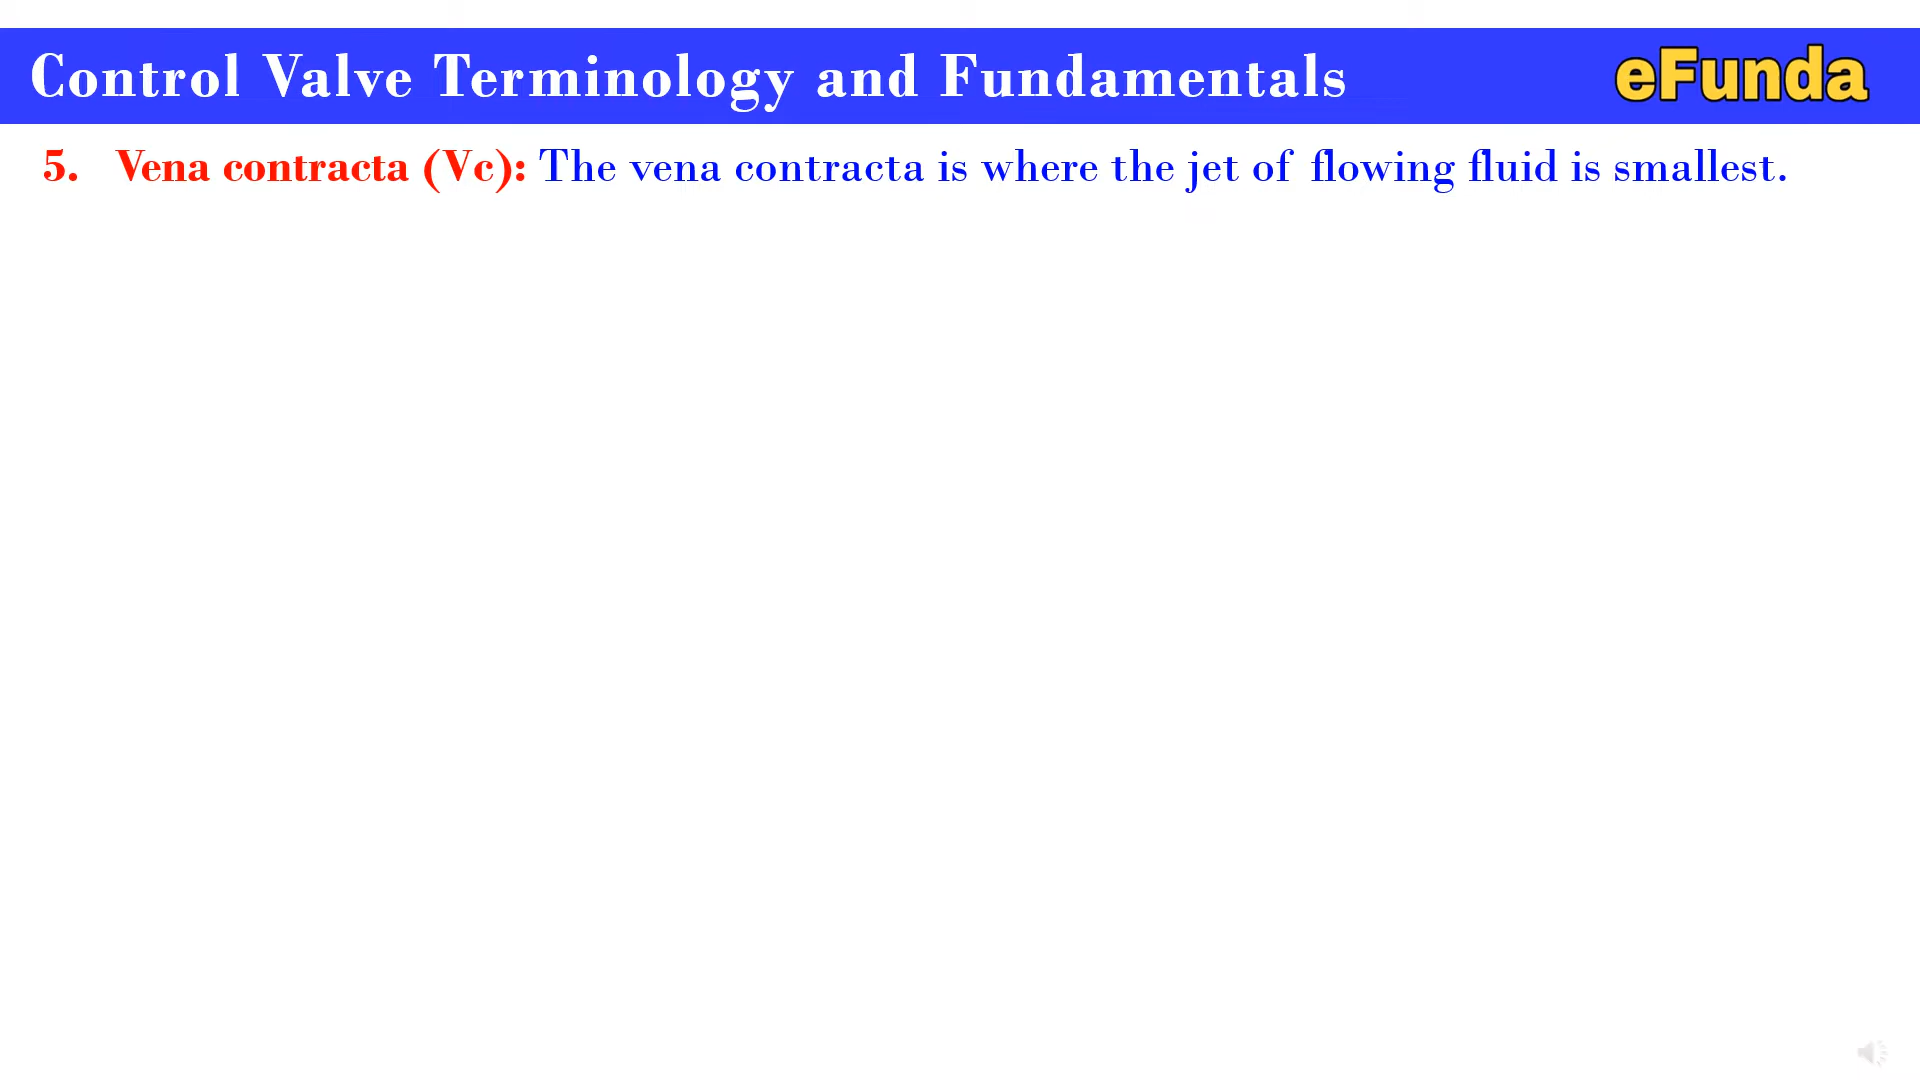 Control Valve Terminology and Fundamentals
eFunda
5. Vena contracta (Vc): The vena contracta is where the jet of flowing fluid is smallest.